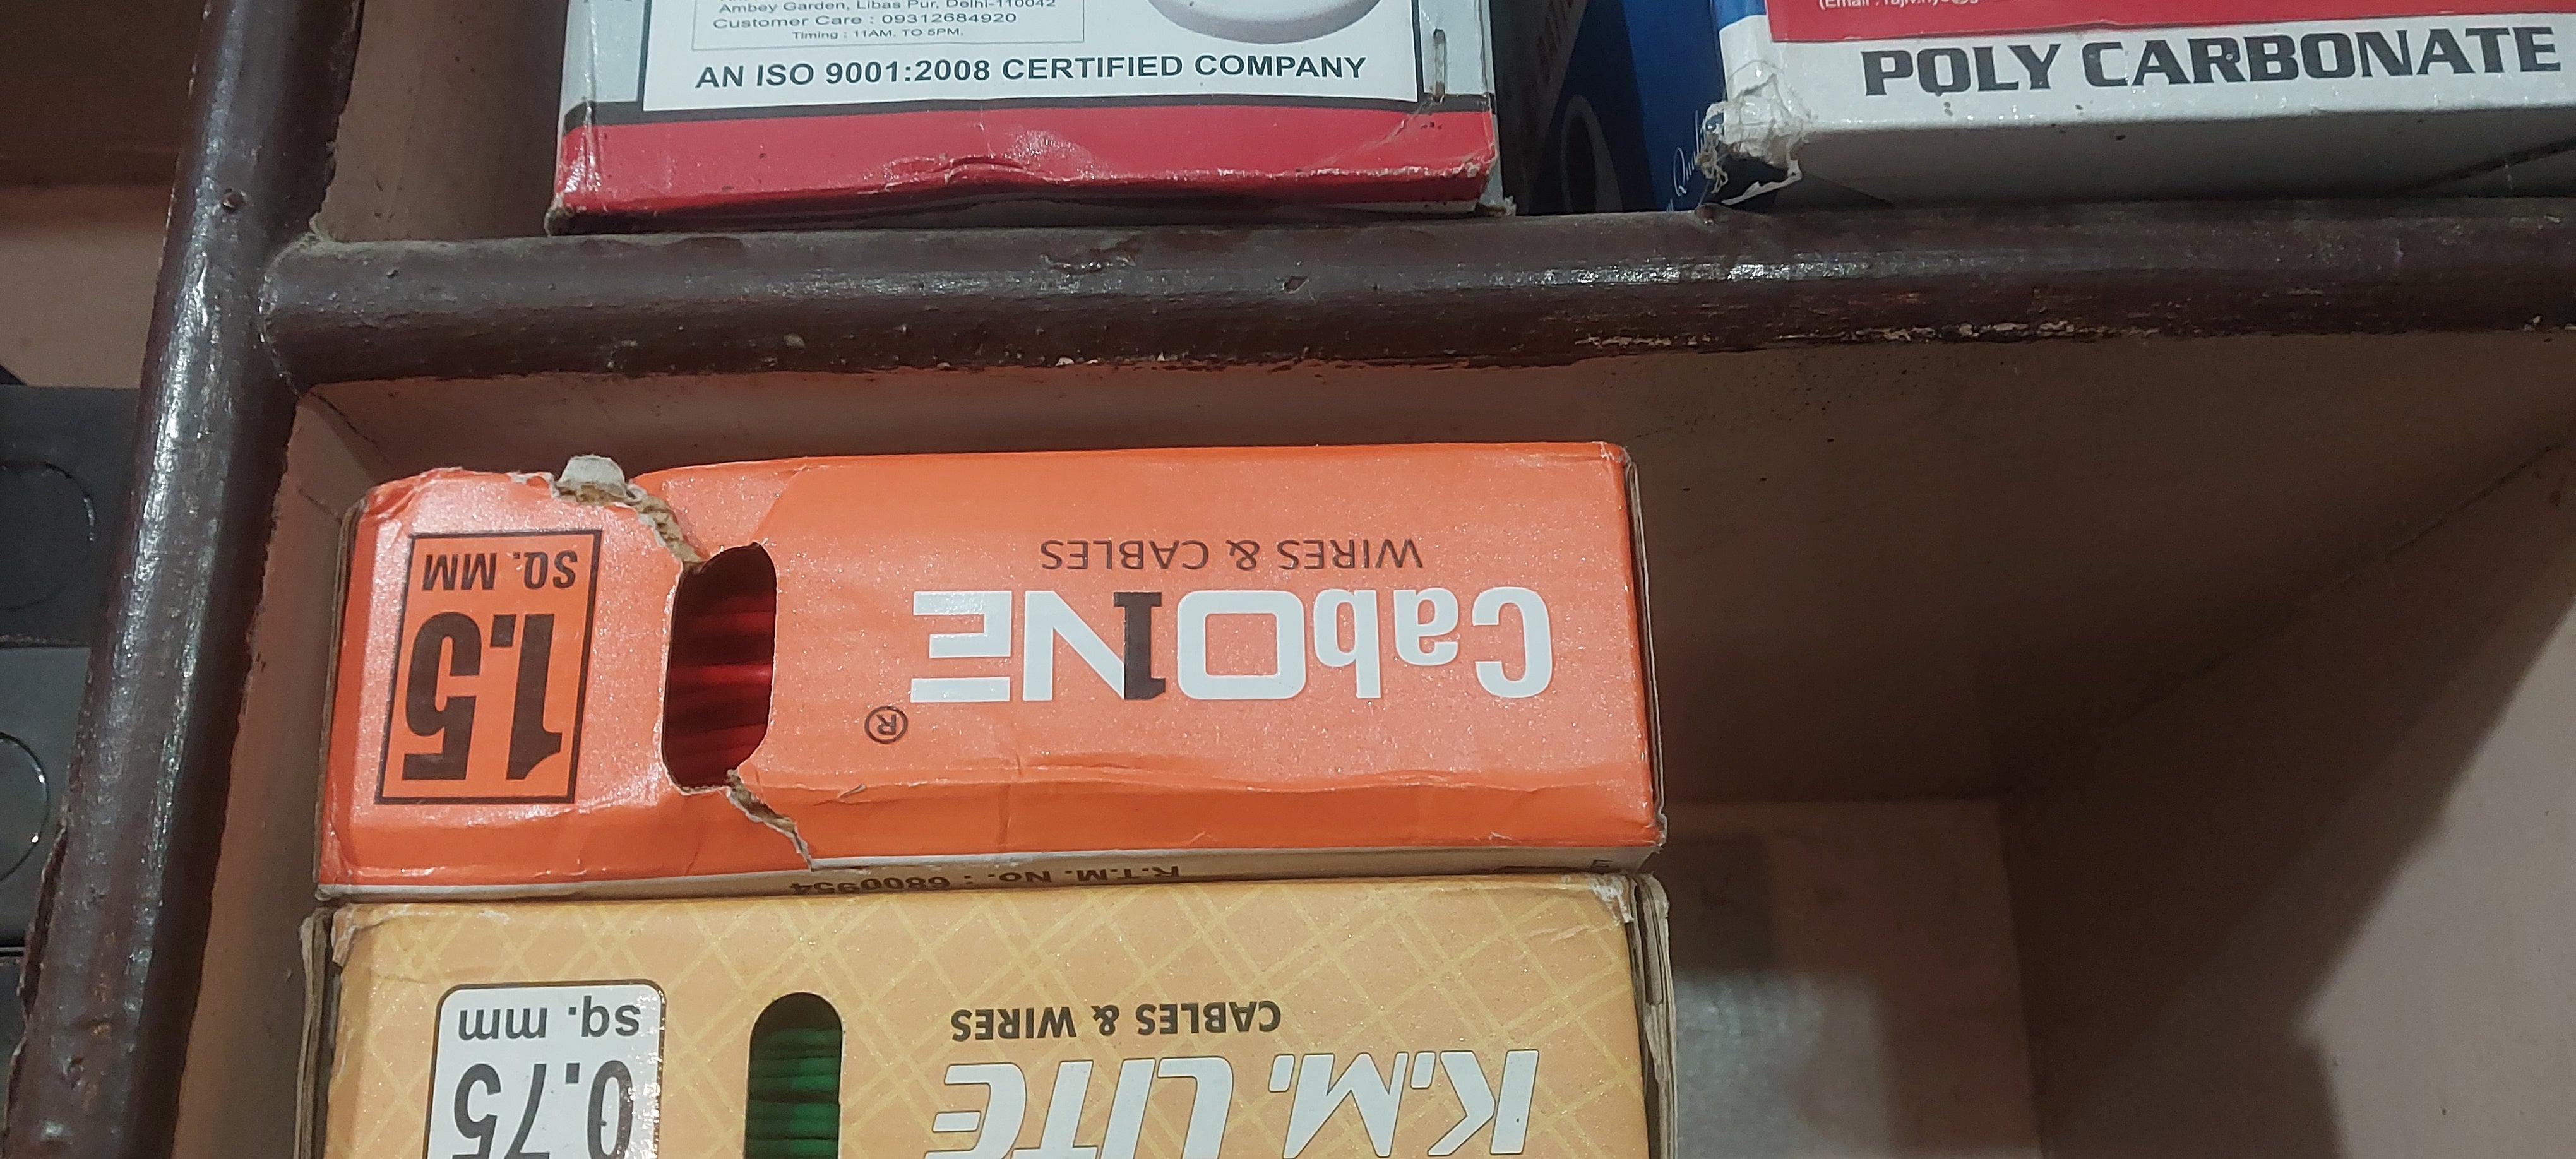 Ambey Garden, Libas Pur, Delhi-110042
Customer Care : 09312684920
Timing : 11AM. TO 5PM.
AN ISO 9001:2008 CERTIFIED COMPANY
POLY CARBONATE
CabONE ®
WIRES & CABLES
1.5
SQ. MM
R.T.M. No. : 6800954
K.M. LITE
CABLES & WIRES
0.75
sq. mm